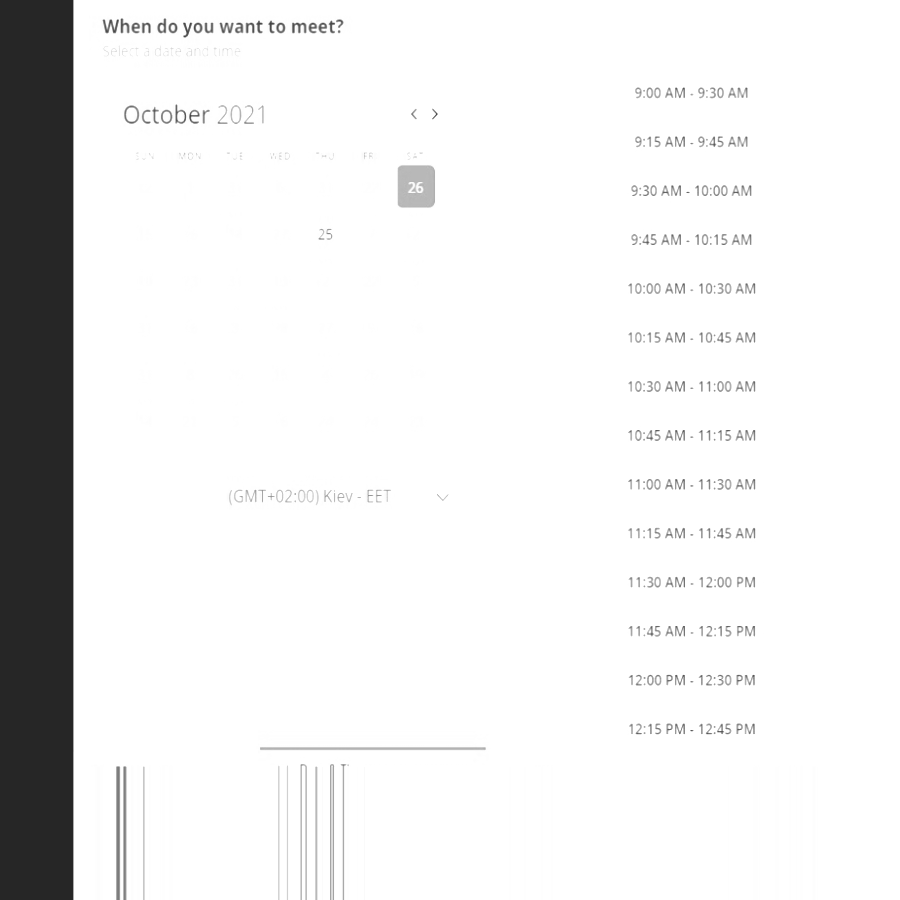 When do you want to meet?
Select a date and time
October 2021
SUN MON TUE WED THU FRI SAT
26
25
(GMT+02:00) Kiev - EET
9:00 AM - 9:30 AM
9:15 AM - 9:45 AM
9:30 AM - 10:00 AM
9:45 AM - 10:15 AM
10:00 AM - 10:30 AM
10:15 AM - 10:45 AM
10:30 AM - 11:00 AM
10:45 AM - 11:15 AM
11:00 AM - 11:30 AM
11:15 AM - 11:45 AM
11:30 AM - 12:00 PM
11:45 AM - 12:15 PM
12:00 PM - 12:30 PM
12:15 PM - 12:45 PM